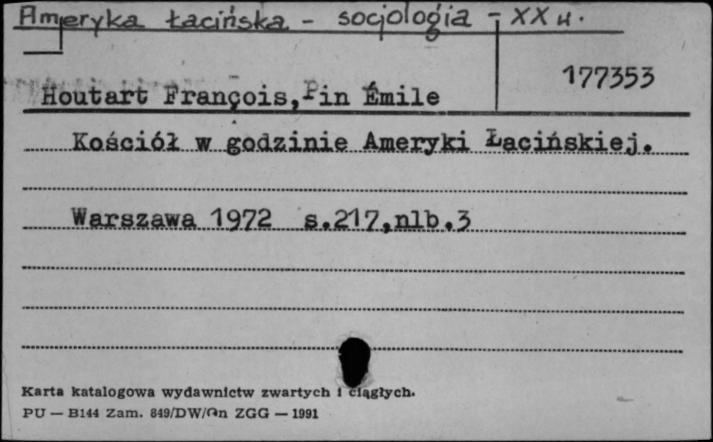 Ameryka Łacińska - socjologia - XX w.
177353
Houtart François, Pin Émile
Kościół w godzinie Ameryki Łacińskiej.
Warszawa 1972 s.217,nlb.3
Karta katalogowa wydawnictw zwartych i ciągłych.
PU — B144 Zam. 849/DW/Qn ZGG — 1991